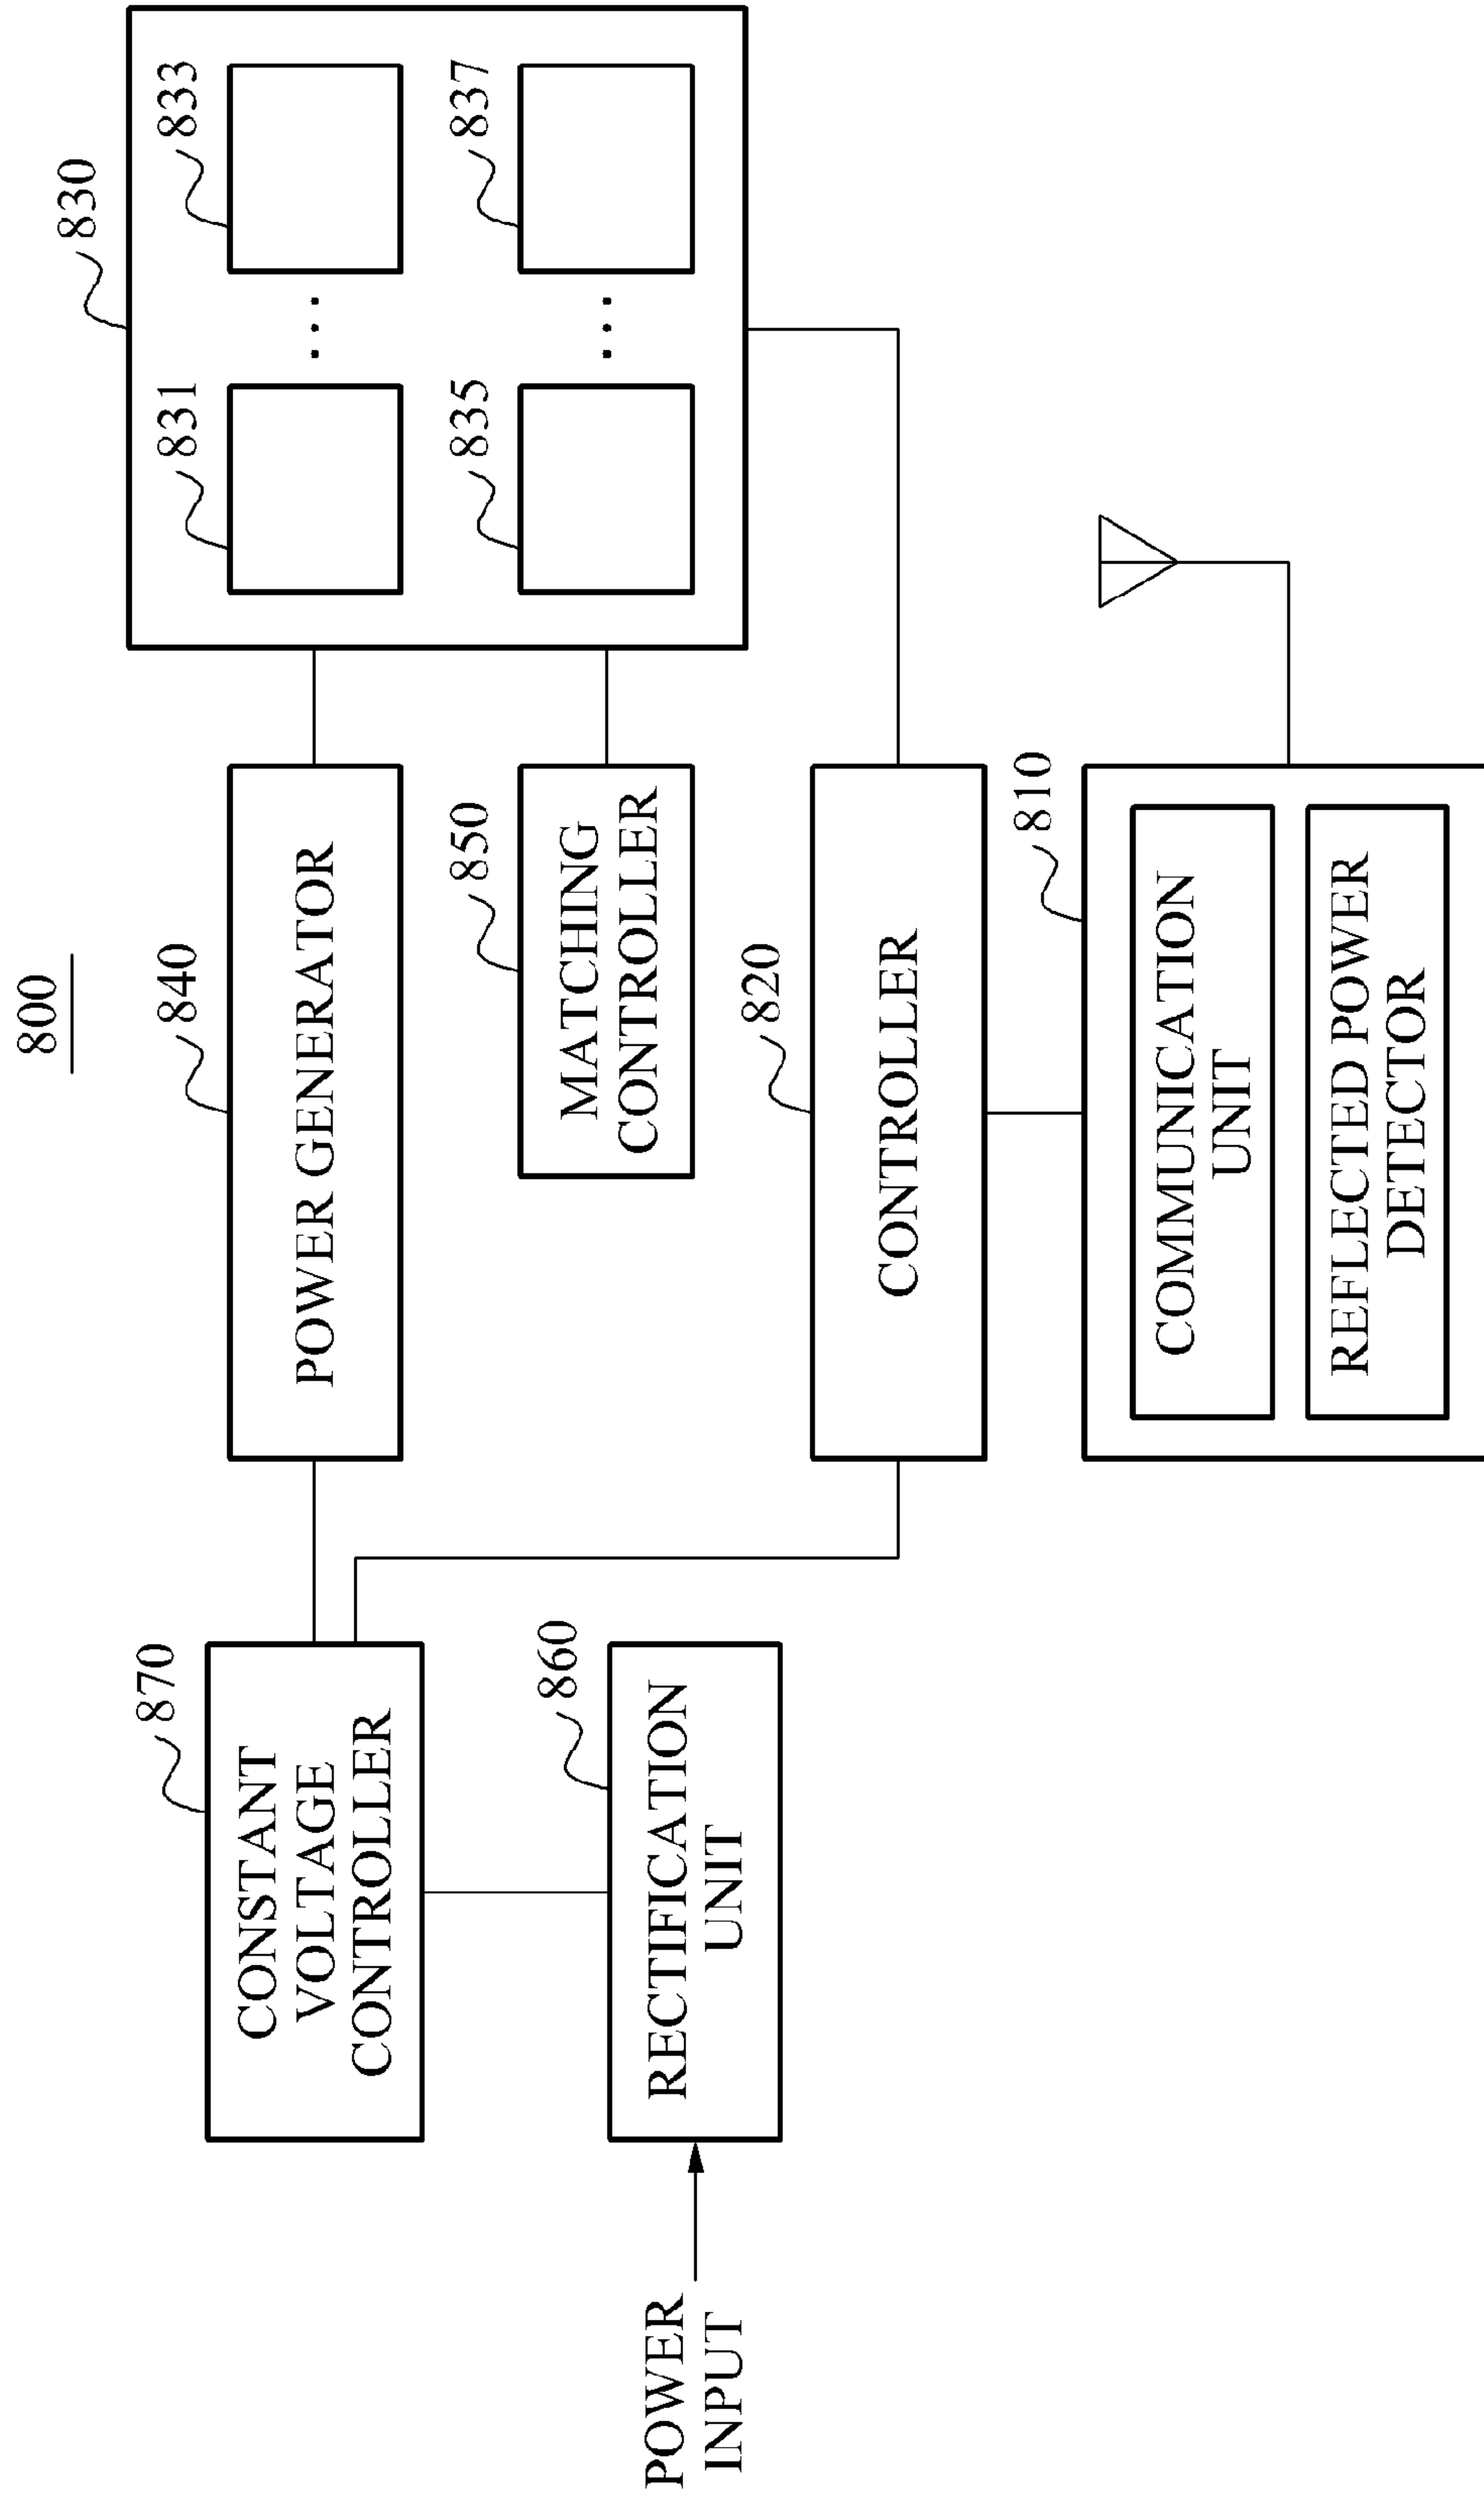 800
870
CONSTANT
VOLTAGE
CONTROLLER
840
POWER GENERATOR
830
831
833
835
837
850
MATCHING
CONTROLLER
860
RECTIFICATION
UNIT
POWER
INPUT
820
CONTROLLER
810
COMMUNICATION
UNIT
REFLECTED POWER
DETECTOR